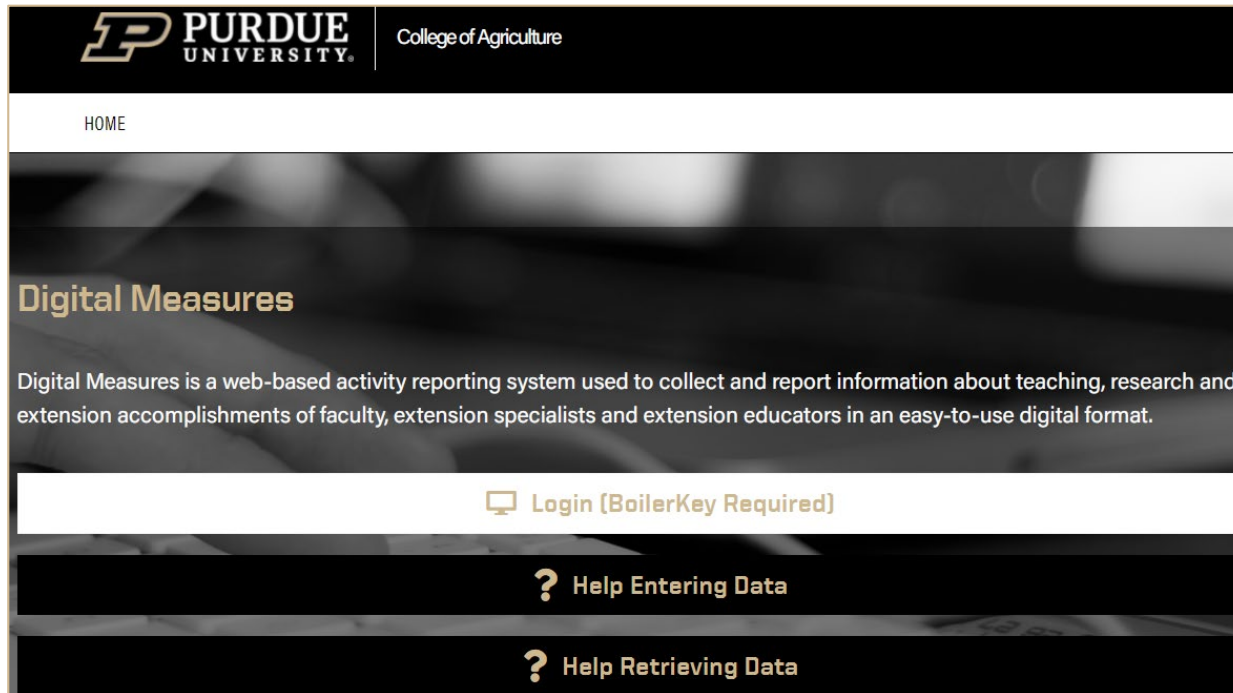 PURDUE
UNIVERSITY®
College of Agriculture
HOME
Digital Measures
Digital Measures is a web-based activity reporting system used to collect and report information about teaching, research and
extension accomplishments of faculty, extension specialists and extension educators in an easy-to-use digital format.
Login (BoilerKey Required)
? Help Entering Data
? Help Retrieving Data